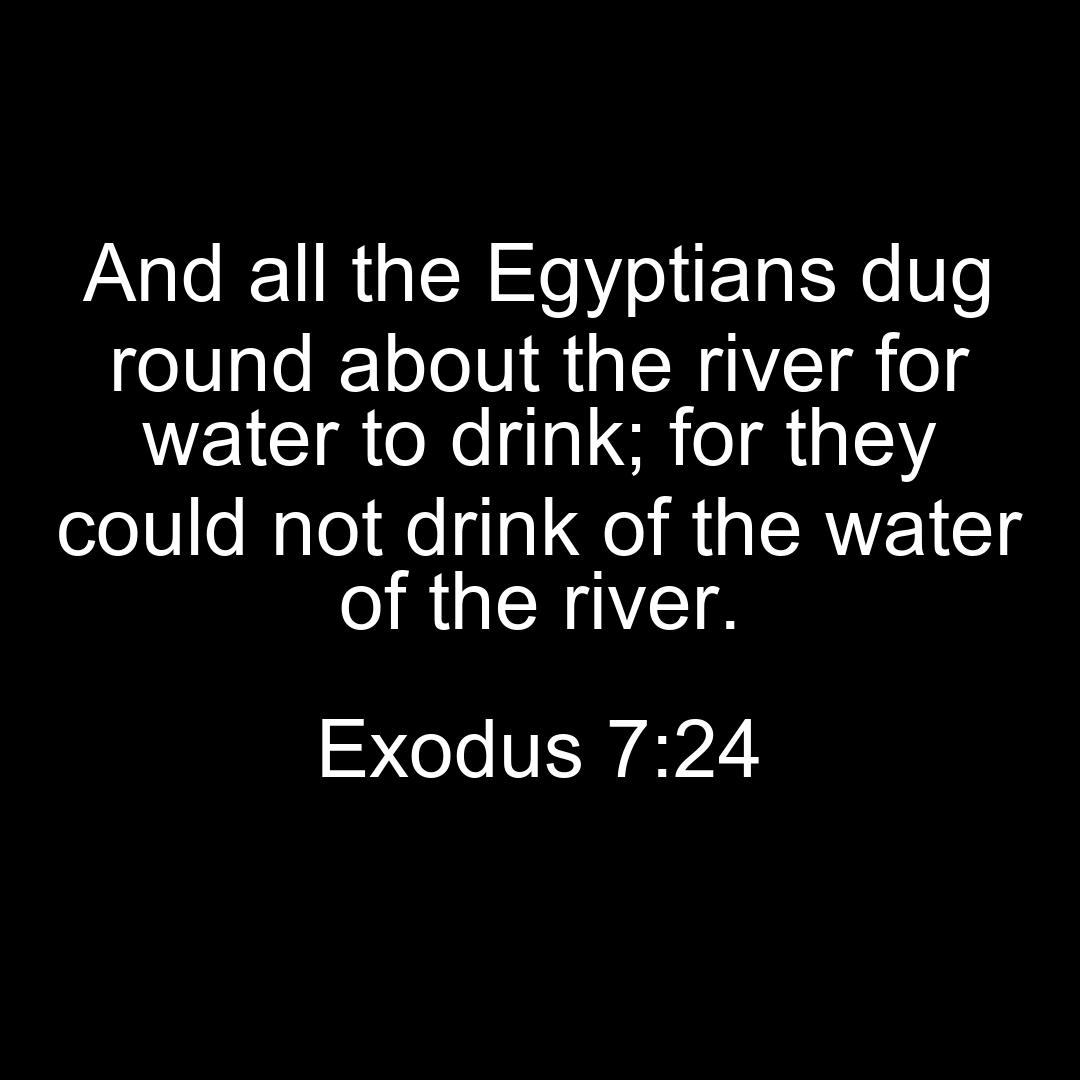 And all the Egyptians dug
round about the river for
water to drink; for they
could not drink of the water
of the river.
Exodus 7:24